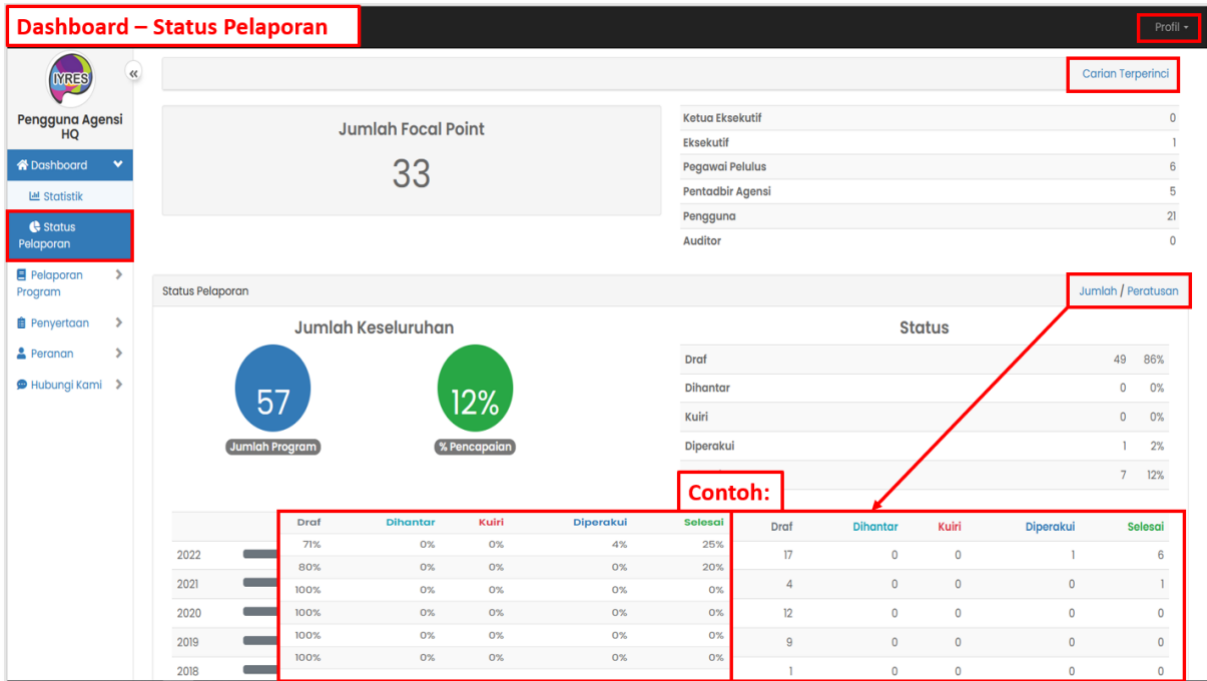 Dashboard – Status Pelaporan
Profil
IYRES
«
Pengguna Agensi
HQ
Dashboard
Statistik
Status
Pelaporan
Pelaporan
Program
Penyertaan
Peranan
Hubungi Kami
Carian Terperinci
Jumlah Focal Point
33
Ketua Eksekutif 0
Eksekutif 1
Pegawai Pelulus 6
Pentadbir Agensi 5
Pengguna 21
Auditor 0
Status Pelaporan
Jumlah / Peratusan
Jumlah Keseluruhan
57
Jumlah Program
12%
% Pencapaian
Status
Draf 49 86%
Dihantar 0 0%
Kuiri 0 0%
Diperakui 1 2%
7 12%
Contoh:
Draf Dihantar Kuiri Diperakui Selesai
71% 0% 0% 4% 25%
80% 0% 0% 0% 20%
100% 0% 0% 0% 0%
100% 0% 0% 0% 0%
100% 0% 0% 0% 0%
100% 0% 0% 0% 0%
Draf Dihantar Kuiri Diperakui Selesai
2022 17 0 0 1 6
2021 4 0 0 0 1
2020 12 0 0 0 0
2019 9 0 0 0 0
2018 1 0 0 0 0